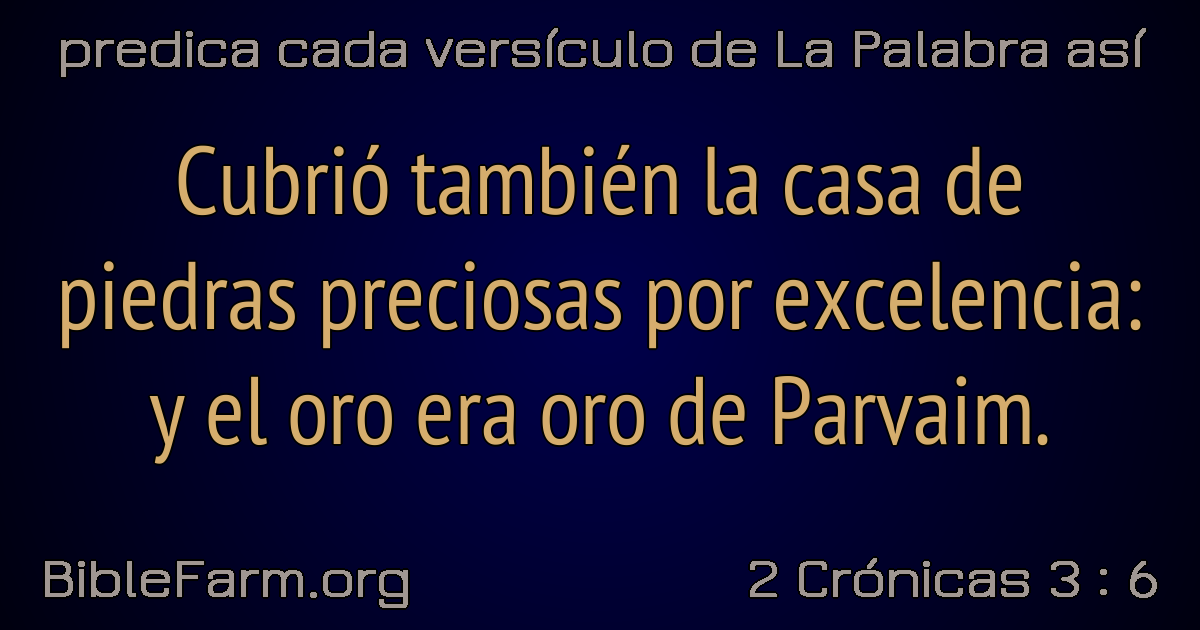 predica cada versículo de La Palabra así
Cubrió también la casa de
piedras preciosas por excelencia:
y el oro era oro de Parvaim.
BibleFarm.org
2 Crónicas 3 : 6